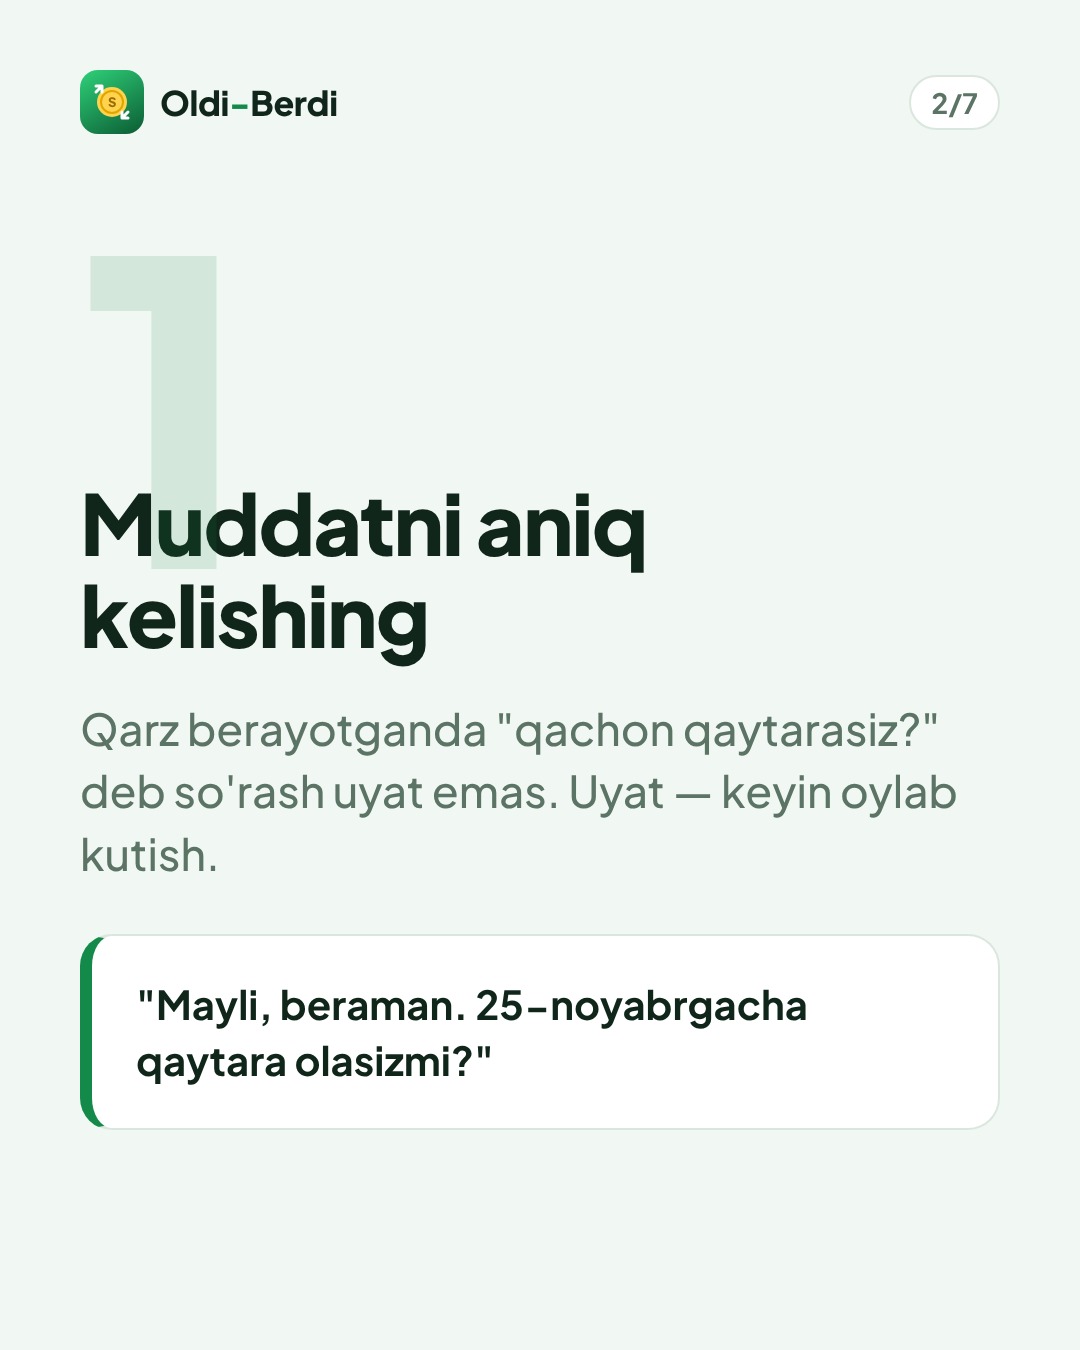 S
Oldi-Berdi
2/7
1
Muddatni aniq
kelishing
Qarz berayotganda "qachon qaytarasiz?"
deb so'rash uyat emas. Uyat — keyin oylab
kutish.
"Mayli, beraman. 25-noyabrgacha
qaytara olasizmi?"